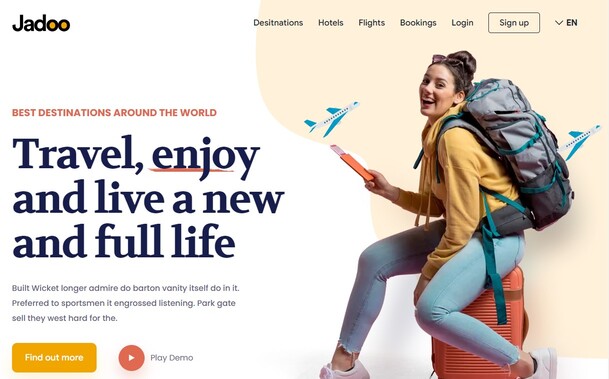 Jadoo
Desitnations Hotels Flights Bookings Login Sign up EN
BEST DESTINATIONS AROUND THE WORLD
Travel, enjoy
and live a new
and full life
Built Wicket longer admire do barton vanity itself do in it.
Preferred to sportsmen it engrossed listening. Park gate
sell they west hard for the.
Find out more Play Demo